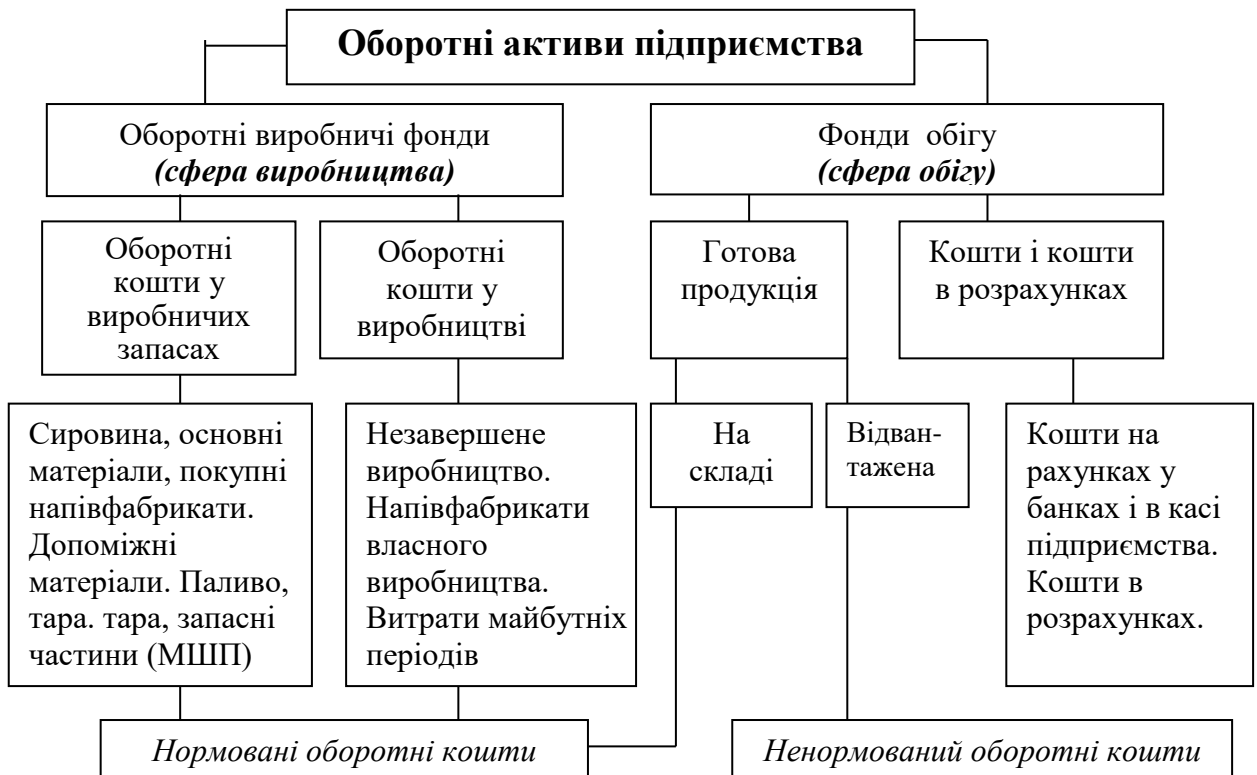 Оборотні активи підприємства
Оборотні виробничі фонди
(сфера виробництва)
Фонди обігу
(сфера обігу)
Оборотні
кошти у
виробничих
запасах
Оборотні
кошти у
виробництві
Готова
продукція
Кошти і кошти
в розрахунках
Сировина, основні
матеріали, покупні
напівфабрикати.
Допоміжні
матеріали. Паливо,
тара. тара, запасні
частини (МШП)
Незавершене
виробництво.
Напівфабрикати
власного
виробництва.
Витрати майбутніх
періодів
На
складі
Відван-
тажена
Кошти на
рахунках у
банках і в касі
підприємства.
Кошти в
розрахунках.
Нормовані оборотні кошти
Ненормований оборотні кошти